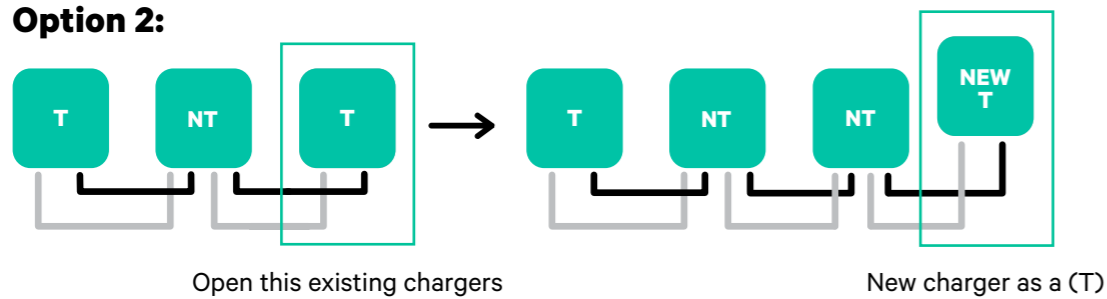 Option 2:
T
NT
T
T
NT
NT
NEW
T
Open this existing chargers
New charger as a (T)